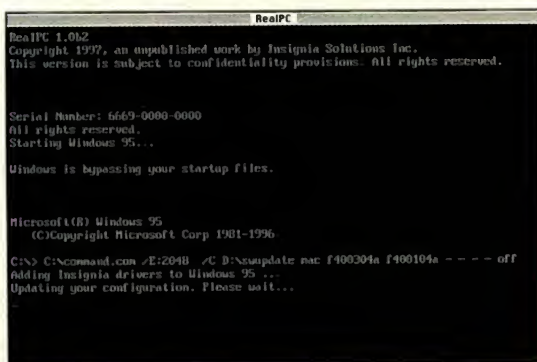 RealPC
RealPC 1.0b2
Copyright 1997, an unpublished work by Insignia Solutions Inc.
This version is subject to confidentiality provisions. All rights reserved.
Serial Number: 6669-0000-0000
All rights reserved.
Starting Windows 95...
Windows is bypassing your startup files.
Microsoft(R) Windows 95
(C)Copyright Microsoft Corp 1981-1996
C:\> C:\command.com /E:2048 /C D:\swupdate mac f400304a f400104a - - - - off
Adding Insignia drivers to Windows 95 ...
Updating your configuration. Please wait...